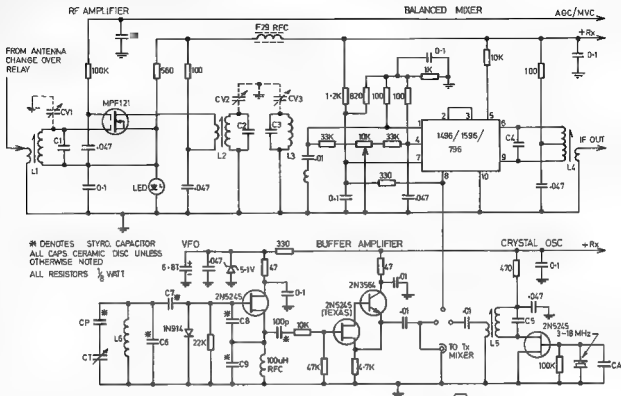 RF AMPLIFIER
BALANCED MIXER
AGC/MVC
F29 RFC
+Rx
FROM ANTENNA
CHANGE OVER
RELAY
100K
560
100
0·1
1K
10K
100
0·1
CV1
MPF121
CV2
CV3
1·2K
820
100
100
C1
L1
·047
0·1
LED
L2
C2
C3
L3
·047
33K
10K
33K
·01
0·1
330
·047
1
2
3
5
4
6
7
9
8
10
1496/1596/
796
C4
L4
IF OUT
·047
* DENOTES STYRO. CAPACITOR
ALL CAPS CERAMIC DISC UNLESS
OTHERWISE NOTED
ALL RESISTORS ⅛ WATT
VFO
330
BUFFER AMPLIFIER
CRYSTAL OSC
+Rx
6·8T
·047
5·1V
47
0·1
2N5245
47
·01
2N3564
2N5245
(TEXAS)
470
0·1
·047
C7*
CP
*
CT
L6
*
C6
1N914
22K
*
C8
*
C9
100p*
10K
100uH
RFC
47K
4·7K
·01
TO Tx
MIXER
·01
L5
C5
2N5245
3-18 MHz
100K
CA